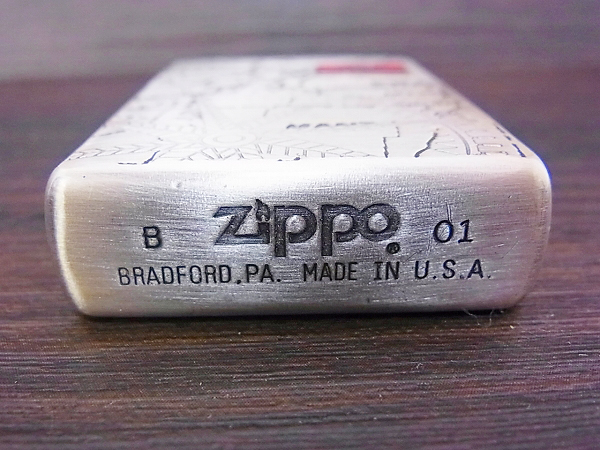 B zippo ® 01
BRADFORD, PA. MADE IN U.S.A.